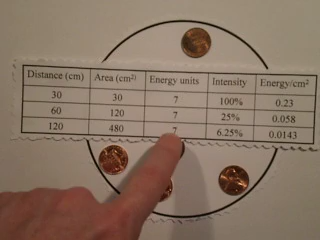 Distance (cm) Area (cm²) Energy units Intensity Energy/cm²
30 30 7 100% 0.23
60 120 7 25% 0.058
120 480 7 6.25% 0.0143